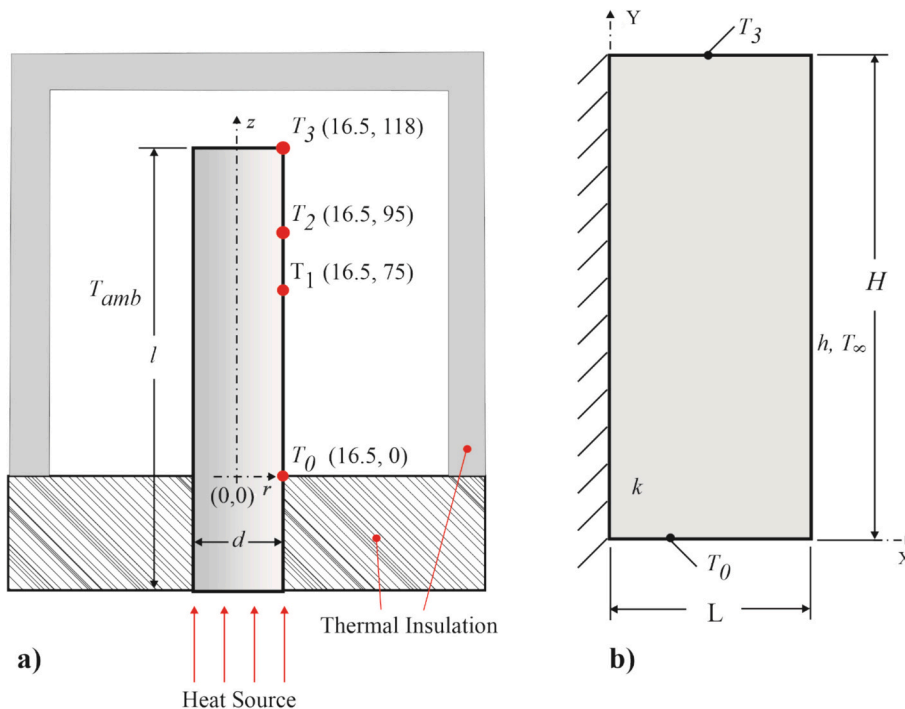 z
T3 (16.5, 118)
T2 (16.5, 95)
T1 (16.5, 75)
Tamb
l
T0 (16.5, 0)
(0,0)
r
d
Thermal Insulation
a)
Heat Source
Y
T3
H
h, T∞
k
X
T0
L
b)